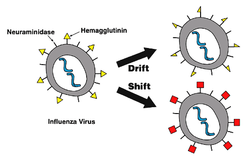 Neuraminidase
Hemagglutinin
Drift
Shift
Influenza Virus